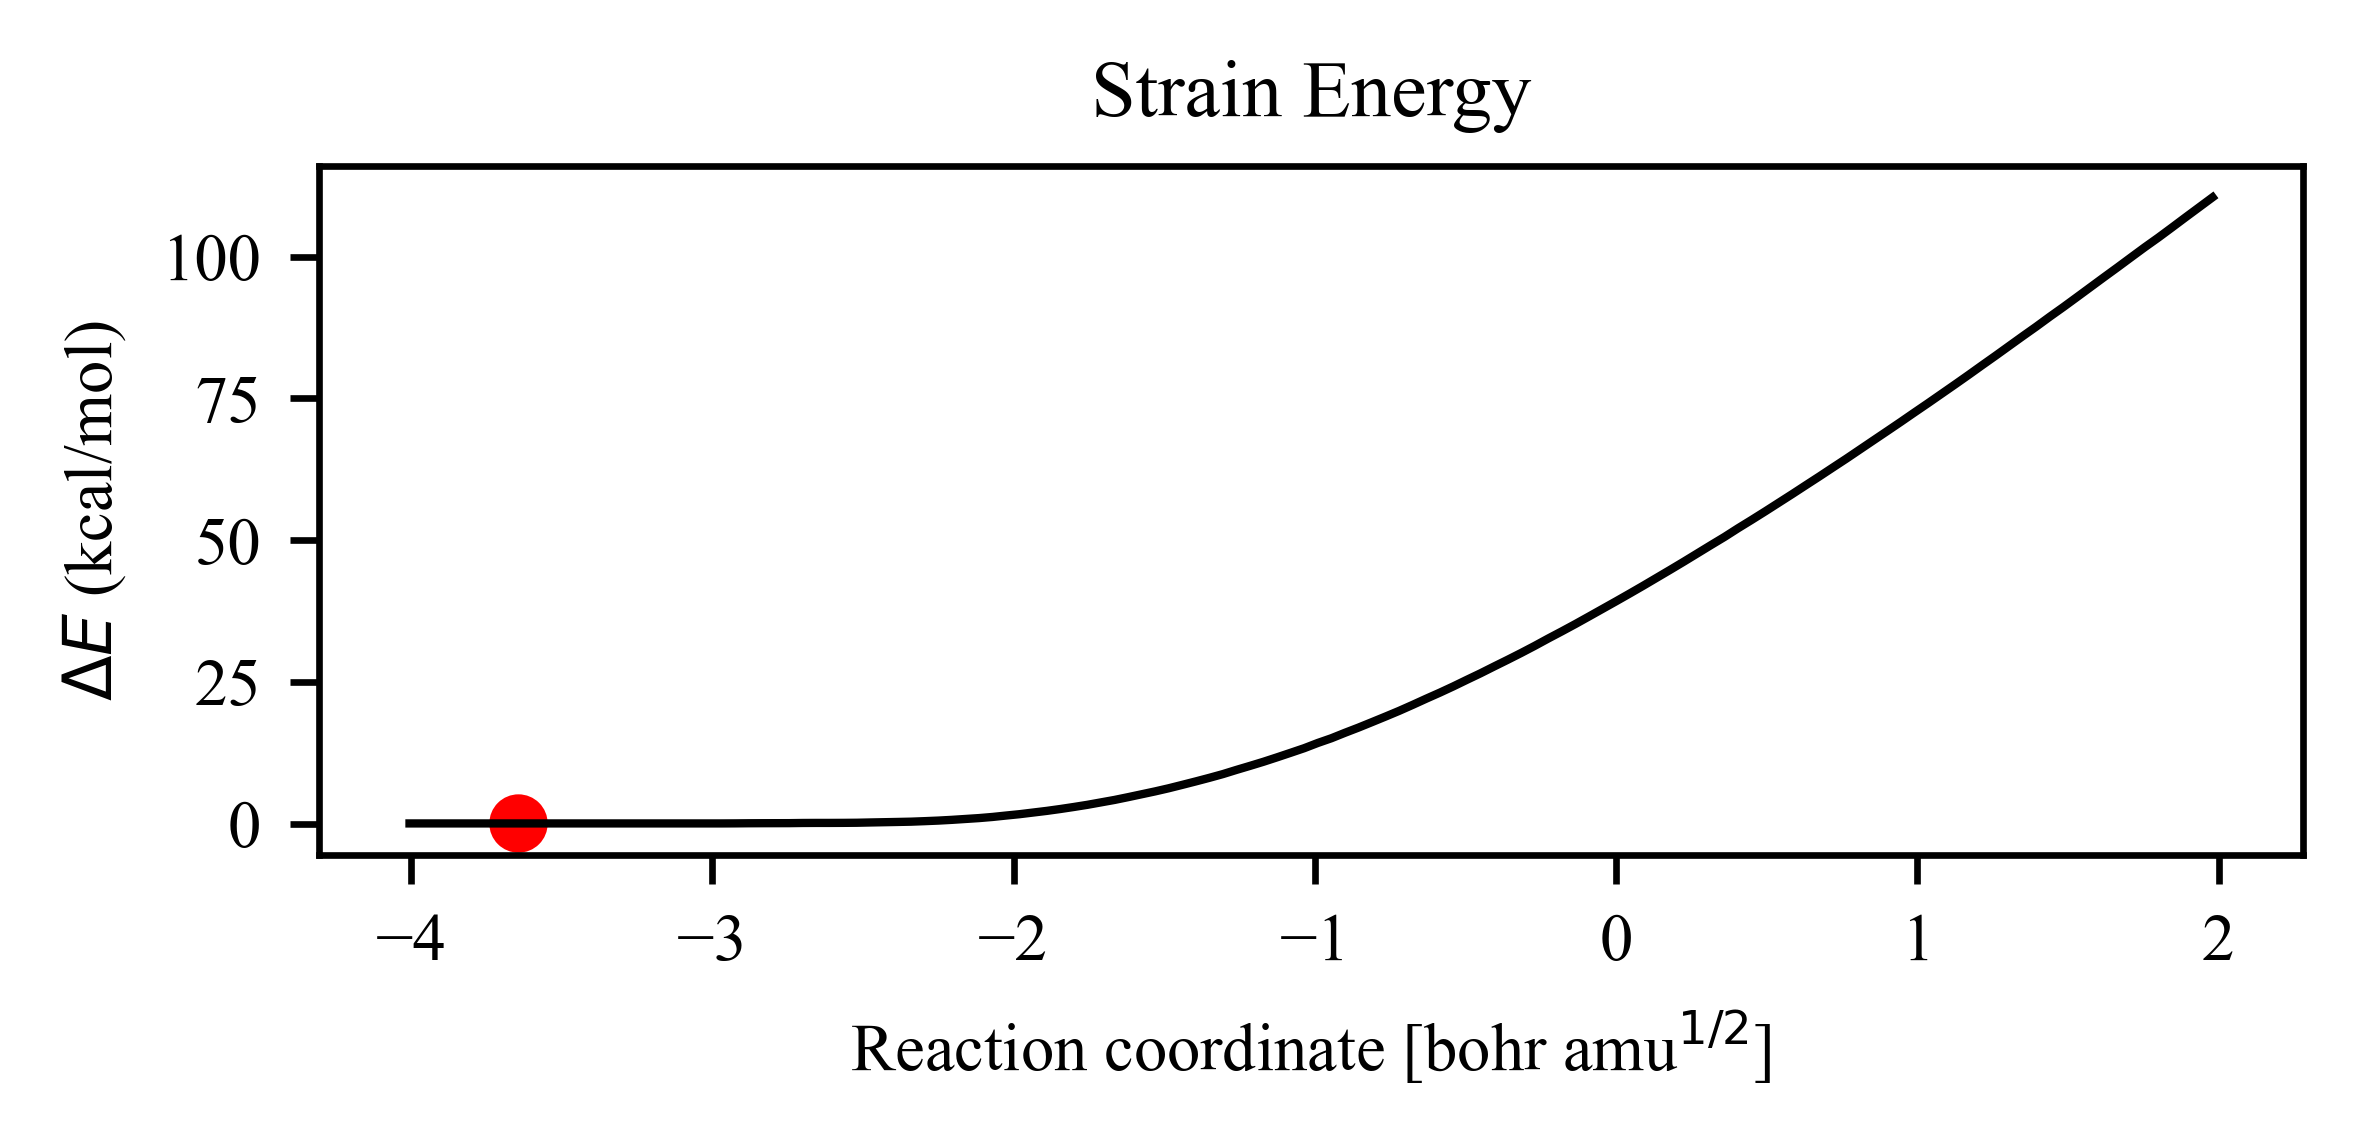 Strain Energy
ΔE (kcal/mol)
100
75
50
25
0
−4 −3 −2 −1 0 1 2
Reaction coordinate [bohr amu^{1/2}]